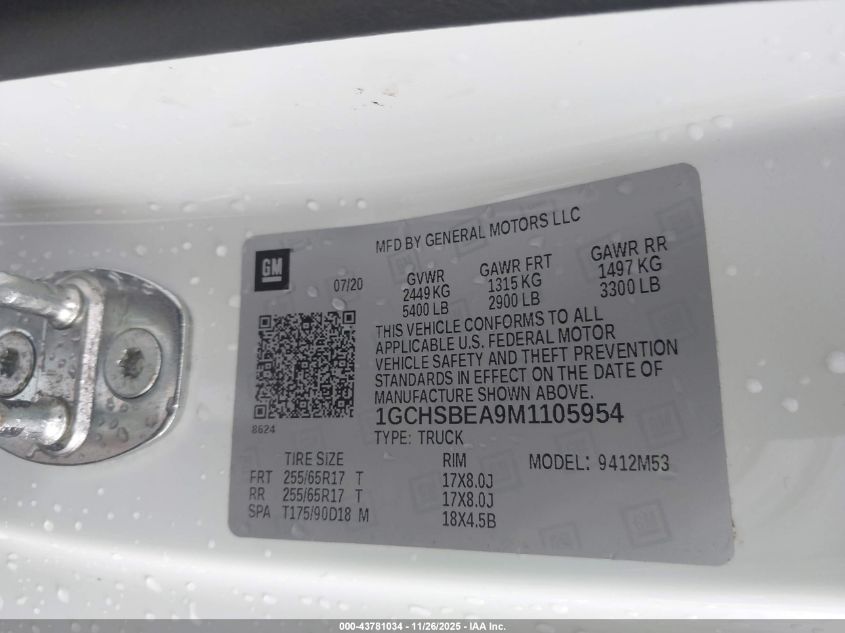 MFD BY GENERAL MOTORS LLC
GM
07/20
GVWR GAWR FRT GAWR RR
2449 KG 1315 KG 1497 KG
5400 LB 2900 LB 3300 LB
THIS VEHICLE CONFORMS TO ALL
APPLICABLE U.S. FEDERAL MOTOR
VEHICLE SAFETY AND THEFT PREVENTION
STANDARDS IN EFFECT ON THE DATE OF
MANUFACTURE SHOWN ABOVE.
1GCHSBEA9M1105954
8624
TYPE: TRUCK
TIRE SIZE RIM MODEL: 9412M53
FRT 255/65R17 T 17X8.0J
RR 255/65R17 T 17X8.0J
SPA T175/90D18 M 18X4.5B
000-43781034 - 11/26/2025 - IAA Inc.